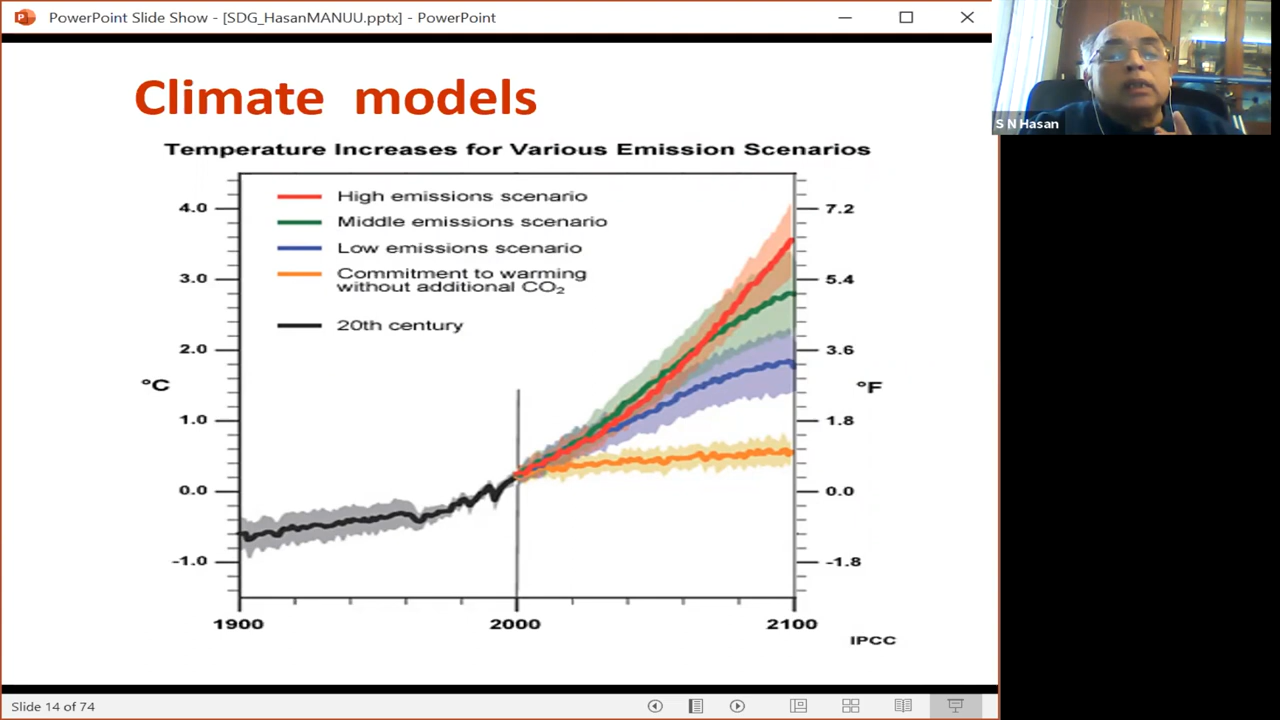 PowerPoint Slide Show - [SDG_HasanMANUU.pptx] - PowerPoint
S N Hasan
Climate models
Temperature Increases for Various Emission Scenarios
High emissions scenario
Middle emissions scenario
Low emissions scenario
Commitment to warming
without additional CO₂
20th century
4.0
3.0
2.0
°C
1.0
0.0
-1.0
7.2
5.4
3.6
°F
1.8
0.0
-1.8
1900
2000
2100
IPCC
Slide 14 of 74